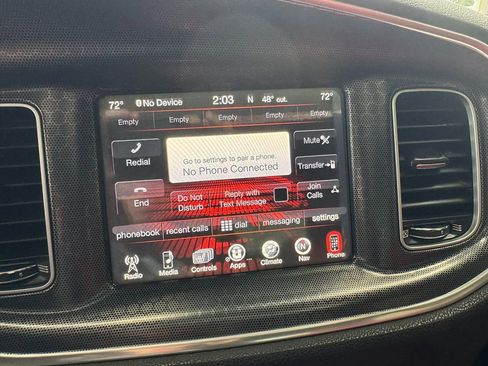 72° No Device 2:03 N 48° out. 72°
Empty Empty Empty Empty Empty
Redial
Go to settings to pair a phone.
No Phone Connected
Mute
Transfer
End
Do Not
Disturb
Reply with
Text Message
Join
Calls
phonebook recent calls dial messaging settings
Radio Media Controls Apps Climate Nav Phone